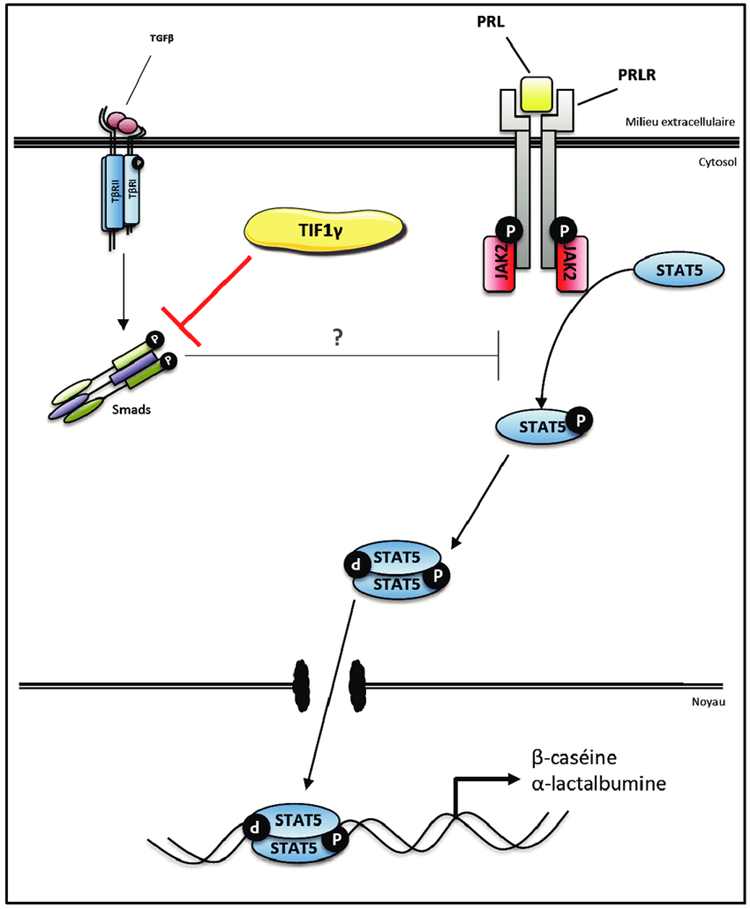 TGFβ
PRL
PRLR
Milieu extracellulaire
Cytosol
TβRII
TβRI
P
TIF1γ
P
P
JAK2
JAK2
STAT5
?
P
P
Smads
STAT5
P
STAT5
P
STAT5
P
Noyau
β-caséine
α-lactalbumine
STAT5
P
STAT5
P